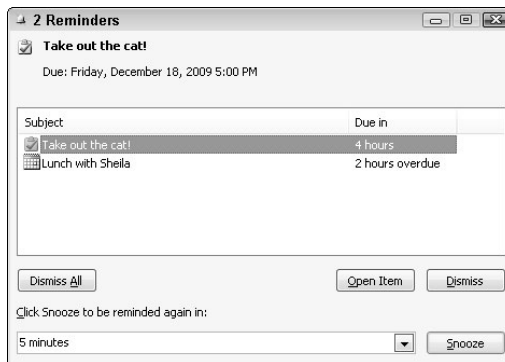 2 Reminders
Take out the cat!
Due: Friday, December 18, 2009 5:00 PM
Subject Due in
Take out the cat! 4 hours
Lunch with Sheila 2 hours overdue
Dismiss All Open Item Dismiss
Click Snooze to be reminded again in:
5 minutes Snooze